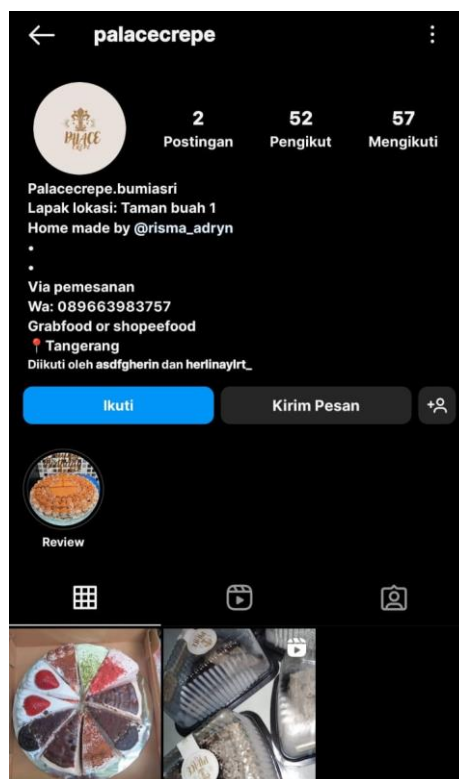 palacecrepe
PALACE
2
Postingan
52
Pengikut
57
Mengikuti
Palacecrepe.bumiasri
Lapak lokasi: Taman buah 1
Home made by @risma_adryn
•
•
Via pemesanan
Wa: 089663983757
Grabfood or shopeefood
📍Tangerang
Diikuti oleh asdfgherin dan herlinaylrt_
Ikuti
Kirim Pesan
Review